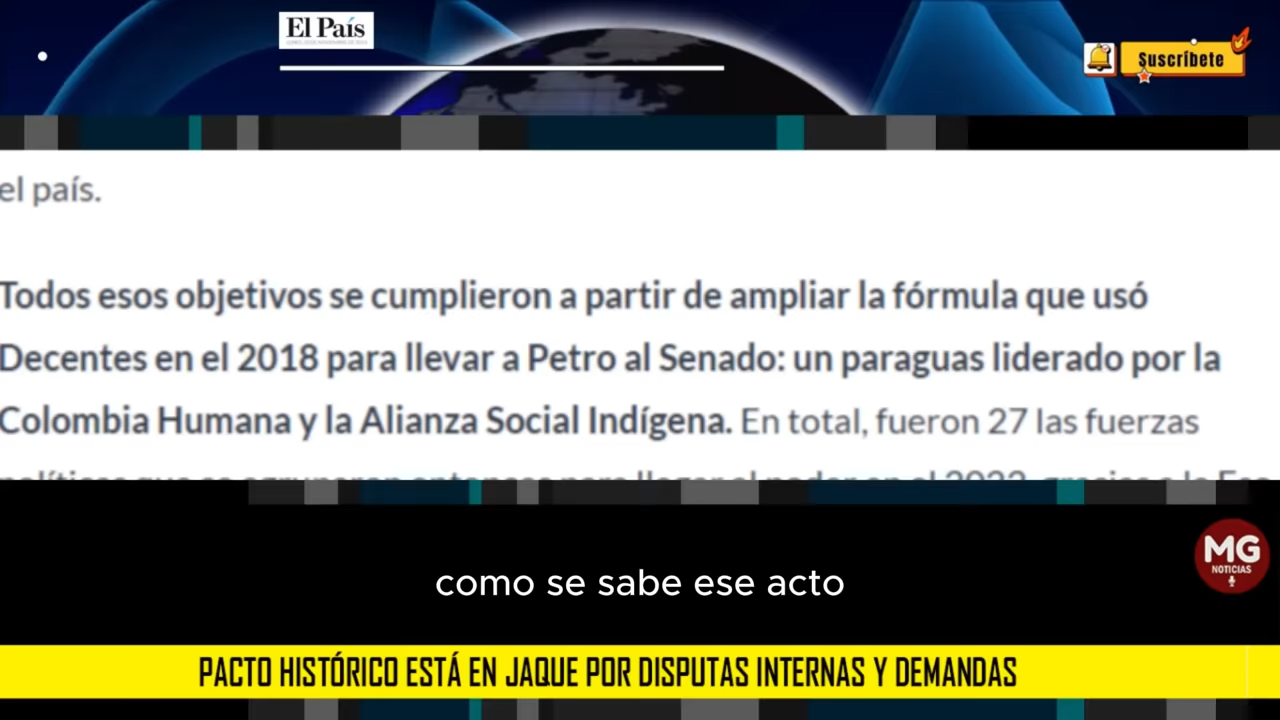 El País
Suscríbete
el país.
Todos esos objetivos se cumplieron a partir de ampliar la fórmula que usó
Decentes en el 2018 para llevar a Petro al Senado: un paraguas liderado por la
Colombia Humana y la Alianza Social Indígena. En total, fueron 27 las fuerzas
como se sabe ese acto
MG
NOTICIAS
PACTO HISTÓRICO ESTÁ EN JAQUE POR DISPUTAS INTERNAS Y DEMANDAS